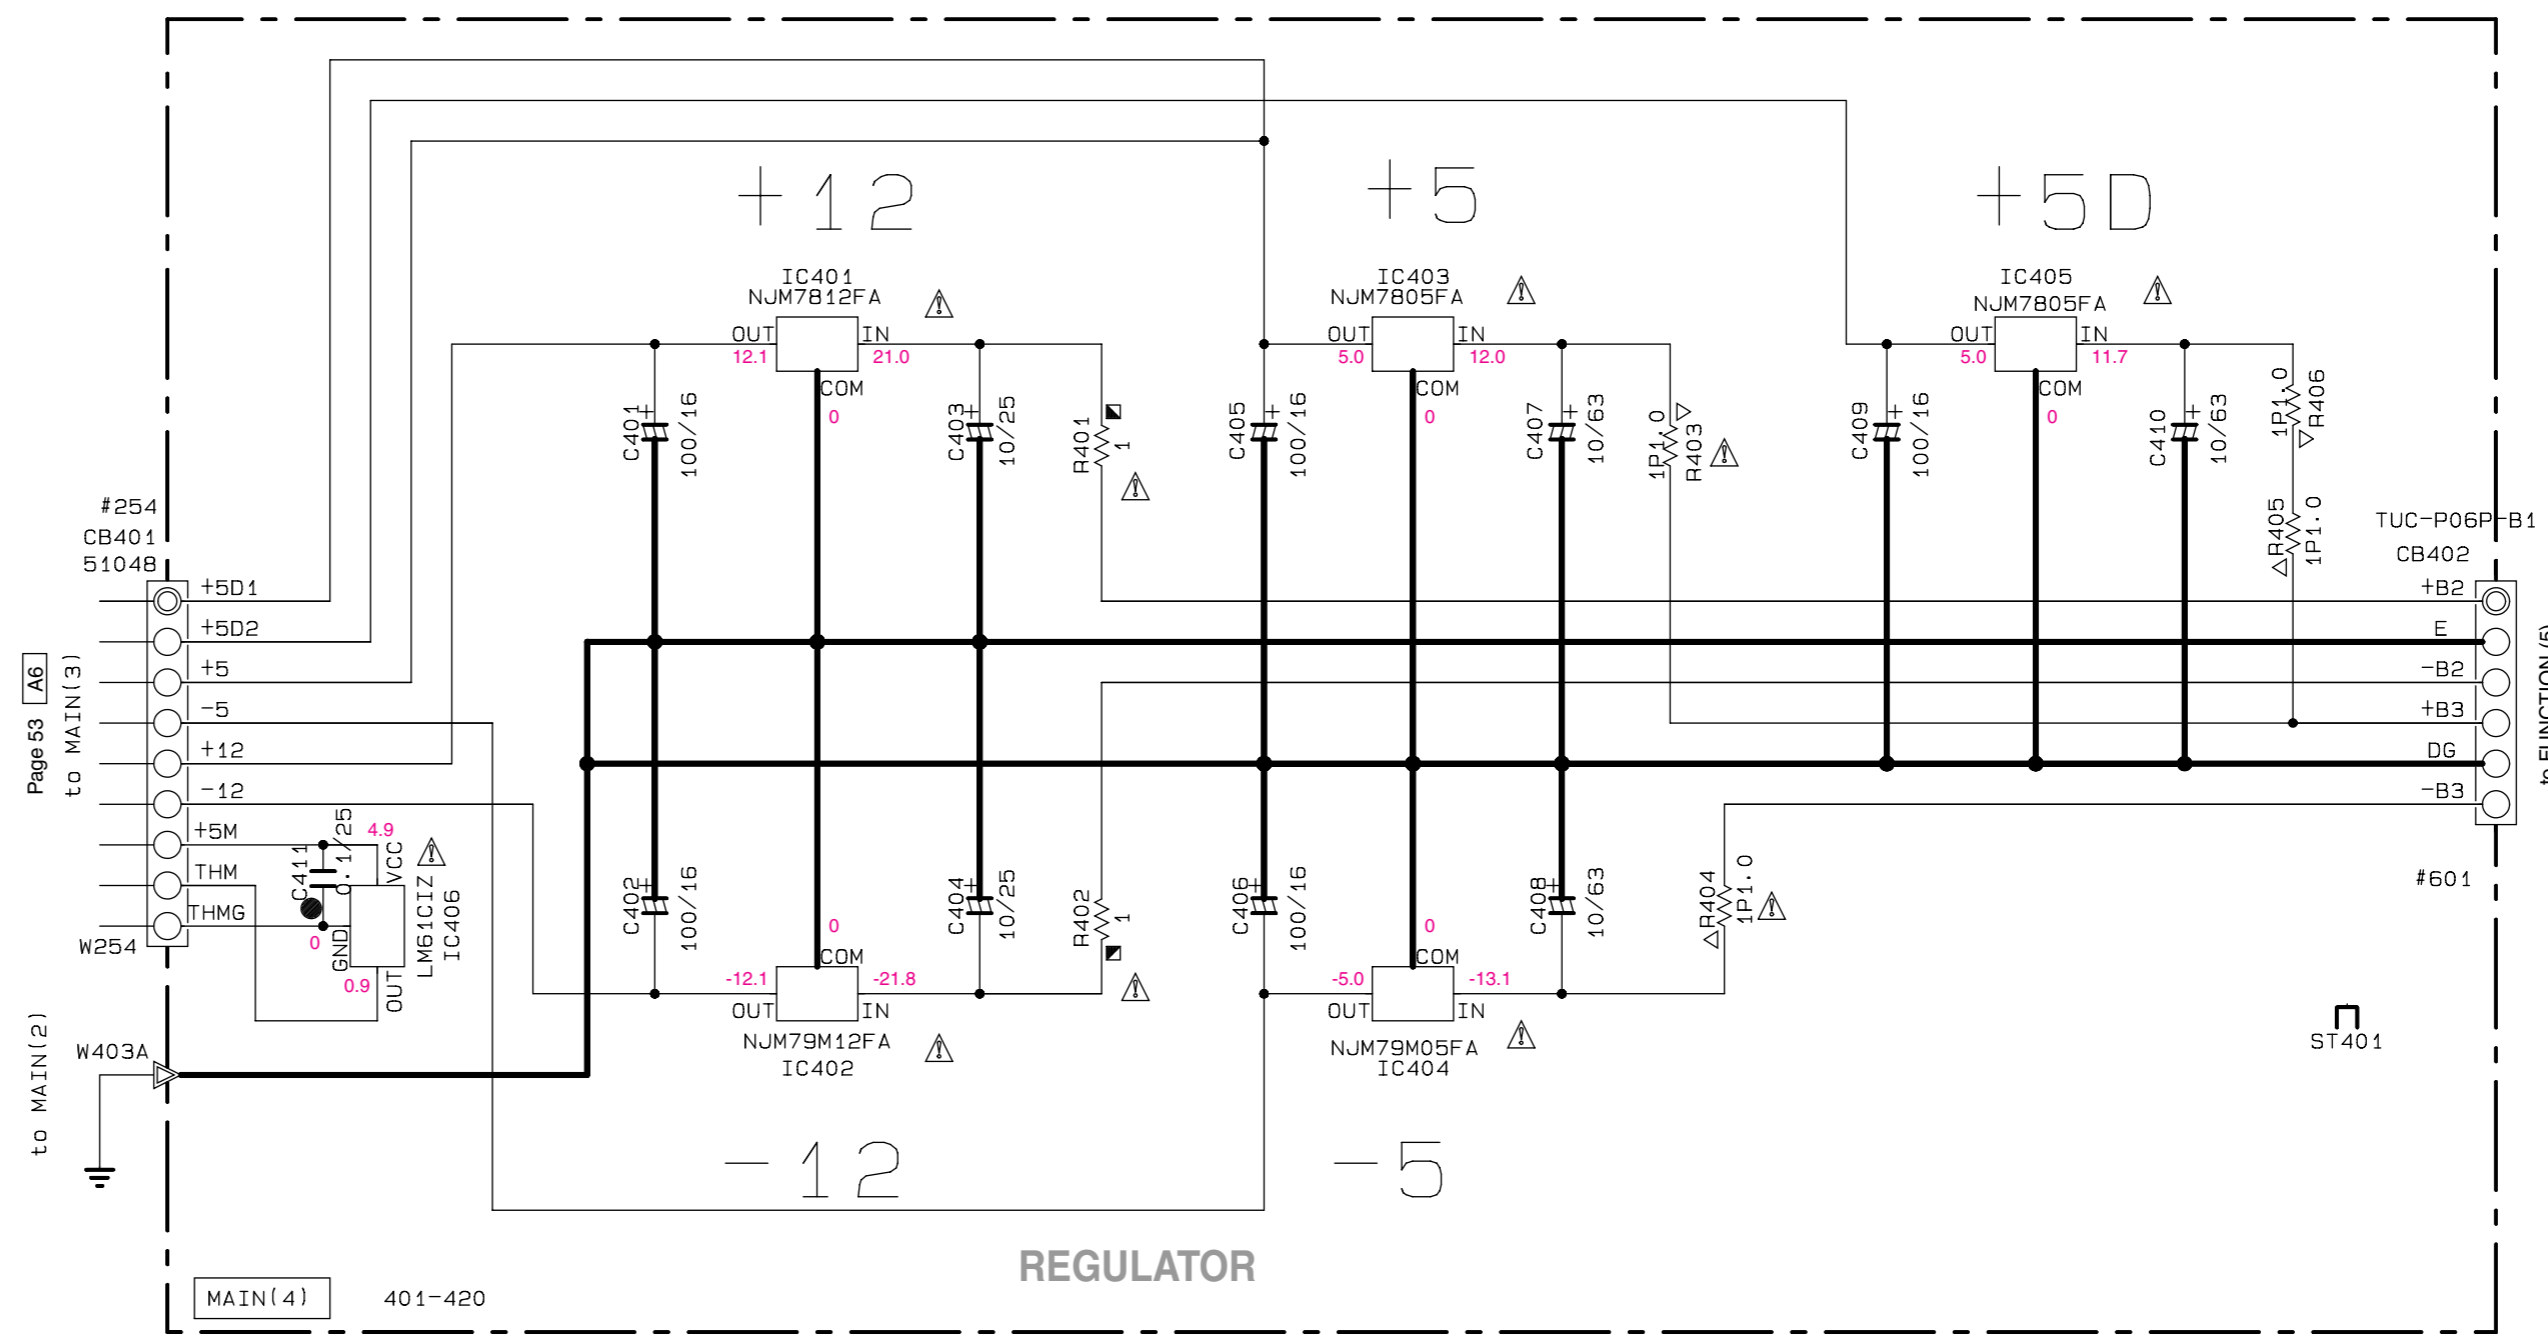 +12
+5
+5D
IC401
NJM7812FA
OUT
IN
12.1
21.0
COM
0
IC403
NJM7805FA
OUT
IN
5.0
12.0
COM
0
IC405
NJM7805FA
OUT
IN
5.0
11.7
COM
0
C401
+
100/16
C403
+
10/25
R401
1
C405
+
100/16
C407
+
10/63
1P1.0
R403
C409
+
100/16
C410
+
10/63
1P1.0
R406
R405
1P1.0
#254
CB401
51048
+5D1
+5D2
+5
-5
+12
-12
+5M
THM
THMG
W254
Page 53 A6
to MAIN(3)
TUC-P06P-B1
CB402
+B2
E
-B2
+B3
DG
-B3
#601
to FUNCTION (5)
C411
0.1/25
4.9
VCC
GND
0
0.9
OUT
LM61CIZ
IC406
C402
+
100/16
C404
+
10/25
R402
1
C406
+
100/16
C408
+
10/63
R404
1P1.0
0
COM
-12.1
-21.8
OUT
IN
NJM79M12FA
IC402
0
COM
-5.0
-13.1
OUT
IN
NJM79M05FA
IC404
ST401
to MAIN(2)
W403A
-12
-5
REGULATOR
MAIN(4)
401-420